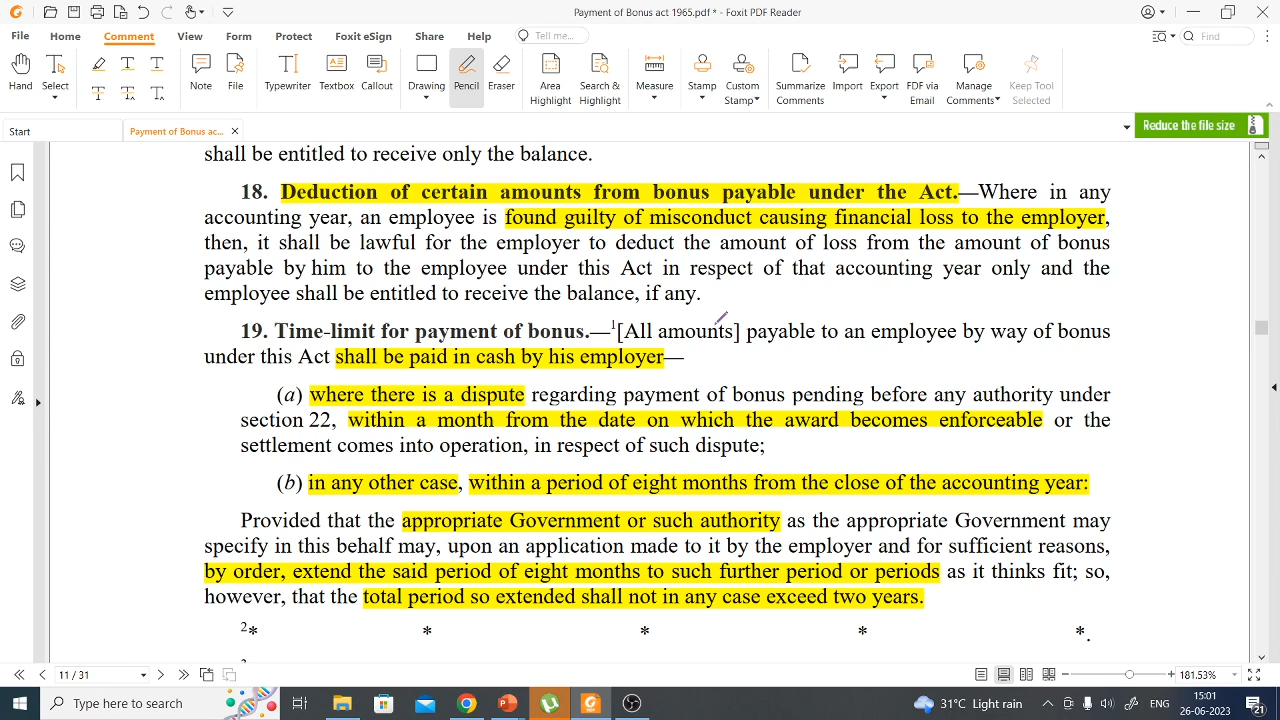 Payment of Bonus act 1965.pdf * - Foxit PDF Reader
File Home Comment View Form Protect Foxit eSign Share Help Tell me... Find
Hand Select Note File Typewriter Textbox Callout Drawing Pencil Eraser Area Highlight Search & Highlight Measure Stamp Custom Stamp Summarize Comments Import Export FDF via Email Manage Comments Keep Tool Selected
Start Payment of Bonus ac... Reduce the file size
shall be entitled to receive only the balance.
18. Deduction of certain amounts from bonus payable under the Act.—Where in any
accounting year, an employee is found guilty of misconduct causing financial loss to the employer,
then, it shall be lawful for the employer to deduct the amount of loss from the amount of bonus
payable by him to the employee under this Act in respect of that accounting year only and the
employee shall be entitled to receive the balance, if any.
19. Time-limit for payment of bonus.—1[All amounts] payable to an employee by way of bonus
under this Act shall be paid in cash by his employer—
(a) where there is a dispute regarding payment of bonus pending before any authority under
section 22, within a month from the date on which the award becomes enforceable or the
settlement comes into operation, in respect of such dispute;
(b) in any other case, within a period of eight months from the close of the accounting year:
Provided that the appropriate Government or such authority as the appropriate Government may
specify in this behalf may, upon an application made to it by the employer and for sufficient reasons,
by order, extend the said period of eight months to such further period or periods as it thinks fit; so,
however, that the total period so extended shall not in any case exceed two years.
2* * * * *.
11 / 31 181.53%
Type here to search 31°C Light rain ENG 15:01
26-06-2023 21